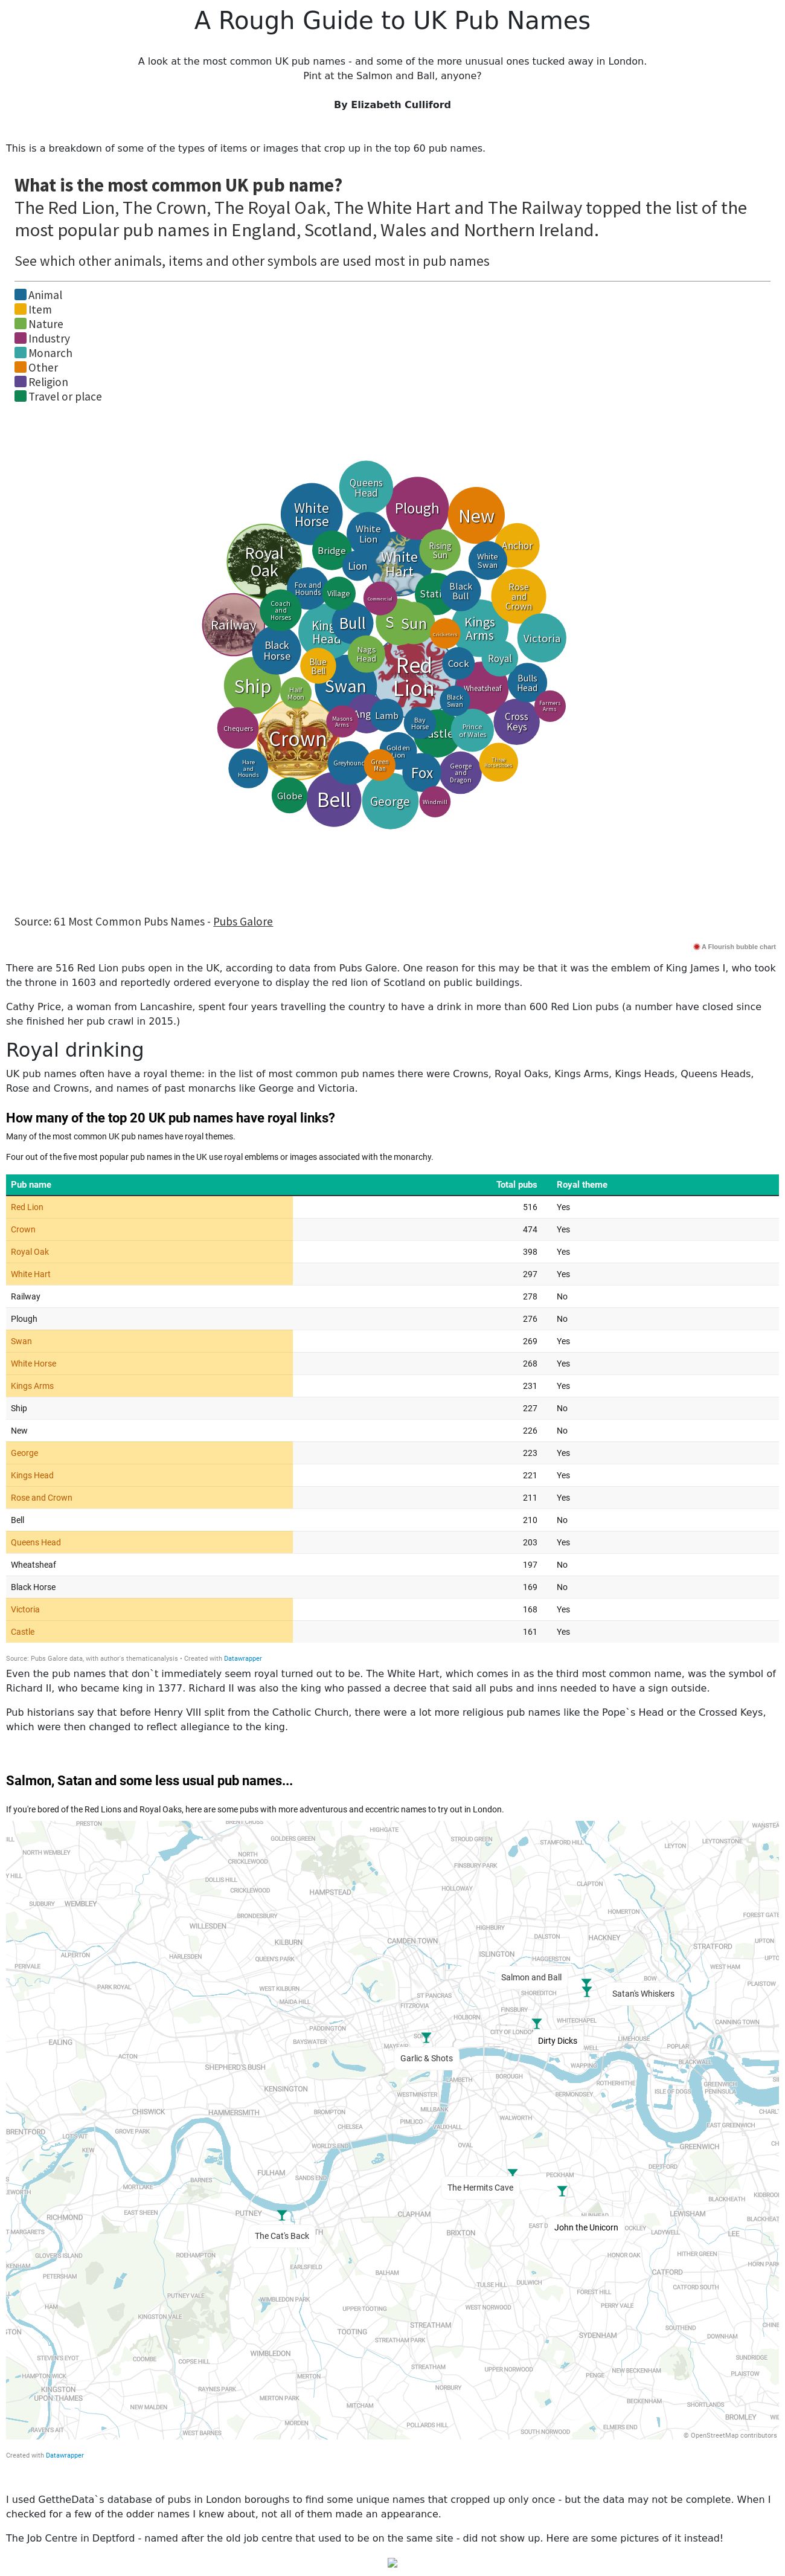 A Rough Guide to UK Pub Names
A look at the most common UK pub names - and some of the more unusual ones tucked away in London.
Pint at the Salmon and Ball, anyone?
By Elizabeth Culliford
This is a breakdown of some of the types of items or images that crop up in the top 60 pub names.
What is the most common UK pub name?
The Red Lion, The Crown, The Royal Oak, The White Hart and The Railway topped the list of the
most popular pub names in England, Scotland, Wales and Northern Ireland.
See which other animals, items and other symbols are used most in pub names
Animal
Item
Nature
Industry
Monarch
Other
Religion
Travel or place
Queens
Head
White
Horse
Plough
New
White
Lion
Rising
Sun
Anchor
Royal
Oak
Bridge
Lion
White
Hart
White
Swan
Fox and
Hounds
Village
Commercial
Stati
Black
Bull
Rose
and
Crown
Coach
and
Horses
Railway
King
Head
Bull
S
Sun
Kings
Arms
Victoria
Black
Horse
Blue
Bell
Nags
Head
Red
Lion
Cock
Royal
Ship
Half
Moon
Swan
Wheatsheaf
Bulls
Head
Black
Swan
Farmers
Arms
Chequers
Crown
Masons
Arms
Ang
Lamb
Bay
Horse
astle
Prince
of Wales
Cross
Keys
Hare
and
Hounds
Greyhound
Golden
Lion
Green
Man
Fox
George
and
Dragon
Globe
Bell
George
Windmill
Source: 61 Most Common Pubs Names - Pubs Galore
A Flourish bubble chart
There are 516 Red Lion pubs open in the UK, according to data from Pubs Galore. One reason for this may be that it was the emblem of King James I, who took
the throne in 1603 and reportedly ordered everyone to display the red lion of Scotland on public buildings.
Cathy Price, a woman from Lancashire, spent four years travelling the country to have a drink in more than 600 Red Lion pubs (a number have closed since
she finished her pub crawl in 2015.)
Royal drinking
UK pub names often have a royal theme: in the list of most common pub names there were Crowns, Royal Oaks, Kings Arms, Kings Heads, Queens Heads,
Rose and Crowns, and names of past monarchs like George and Victoria.
How many of the top 20 UK pub names have royal links?
Many of the most common UK pub names have royal themes.
Four out of the five most popular pub names in the UK use royal emblems or images associated with the monarchy.
Pub name Total pubs Royal theme
Red Lion 516 Yes
Crown 474 Yes
Royal Oak 398 Yes
White Hart 297 Yes
Railway 278 No
Plough 276 No
Swan 269 Yes
White Horse 268 Yes
Kings Arms 231 Yes
Ship 227 No
New 226 No
George 223 Yes
Kings Head 221 Yes
Rose and Crown 211 Yes
Bell 210 No
Queens Head 203 Yes
Wheatsheaf 197 No
Black Horse 169 No
Victoria 168 Yes
Castle 161 Yes
Source: Pubs Galore data, with author's thematicanalysis • Created with Datawrapper
Even the pub names that don`t immediately seem royal turned out to be. The White Hart, which comes in as the third most common name, was the symbol of
Richard II, who became king in 1377. Richard II was also the king who passed a decree that said all pubs and inns needed to have a sign outside.
Pub historians say that before Henry VIII split from the Catholic Church, there were a lot more religious pub names like the Pope`s Head or the Crossed Keys,
which were then changed to reflect allegiance to the king.
Salmon, Satan and some less usual pub names...
If you're bored of the Red Lions and Royal Oaks, here are some pubs with more adventurous and eccentric names to try out in London.
PRESTON
HIGHGATE
GOLDERS GREEN
STROUD GREEN
STAMFORD HILL
LEYTON
LEYTONSTONE
NORTH WEMBLEY
NORTH
CRICKLEWOOD
FINSBURY PARK
DOLLIS HILL
CRICKLEWOOD
HAMPSTEAD
HOLLOWAY
CLAPTON
SUDBURY
WEMBLEY
HOMERTON
BRONDESBURY
WILLESDEN
HIGHBURY
KILBURN
CAMDEN TOWN
DALSTON
HACKNEY
STRATFORD
UPTON
ALPERTON
HARLESDEN
QUEEN'S PARK
ISLINGTON
HAGGERSTON
PERIVALE
WEST HAM
PARK ROYAL
WEST KILBURN
Salmon and Ball
BOW
PLAISTOW
MAIDA HILL
ST PANCRAS
SHOREDITCH
Satan's Whiskers
FITZROVIA
FINSBURY
HOLBORN
WHITECHAPEL
CANNING TOWN
PADDINGTON
CITY OF LONDON
EALING
BAYSWATER
Dirty Dicks
LIMEHOUSE
POPLAR
ACTON
Garlic & Shots
WAPPING
BLACKWALL
SHEPHERD'S BUSH
BOROUGH
ROTHERHITHE
KENSINGTON
WESTMINSTER
BERMONDSEY
ISLE OF DOGS
GREENWICH
PENINSULA
CHISWICK
HAMMERSMITH
BROMPTON
MILLBANK
PIMLICO
WALWORTH
BRENTFORD
GROVE PARK
CHELSEA
VAUXHALL
EAST GREENWICH
KEW
WORLD'S END
OVAL
GREENWICH
FULHAM
SANDS END
PECKHAM
DEPTFORD
BARNES
MORTLAKE
The Hermits Cave
BLACKHEATH
RICHMOND
EAST SHEEN
PUTNEY
CLAPHAM
LEWISHAM
The Cat's Back
BRIXTON
John the Unicorn
LADYWELL
LEE
ROEHAMPTON
HONOR OAK
HITHER GREEN
PETERSHAM
EARLSFIELD
BALHAM
CATFORD
TULSE HILL
DULWICH
PUTNEY VALE
WIMBLEDON PARK
FOREST HILL
CATFORD SOUTH
HAM
UPPER TOOTING
WEST NORWOOD
PERRY VALE
KINGSTON VALE
STREATHAM
TOOTING
STREATHAM PARK
SYDENHAM
SOUTHEND
DOWNHAM
WIMBLEDON
COOMBE
COPSE HILL
STREATHAM
UPPER NORWOOD
NEW BECKENHAM
SUNDRIDGE
HAMPTON WICK
MERTON
PENGE
PLAISTOW
KINGSTON
UPON THAMES
RAYNES PARK
NORBURY
MERTON PARK
BECKENHAM
SHORTLANDS
NEW MALDEN
MITCHAM
BROMLEY
MORDEN
POLLARDS HILL
ELMERS END
WEST BARNES
SOUTH NORWOOD
© OpenStreetMap contributors
Created with Datawrapper
I used GettheData`s database of pubs in London boroughs to find some unique names that cropped up only once - but the data may not be complete. When I
checked for a few of the odder names I knew about, not all of them made an appearance.
The Job Centre in Deptford - named after the old job centre that used to be on the same site - did not show up. Here are some pictures of it instead!